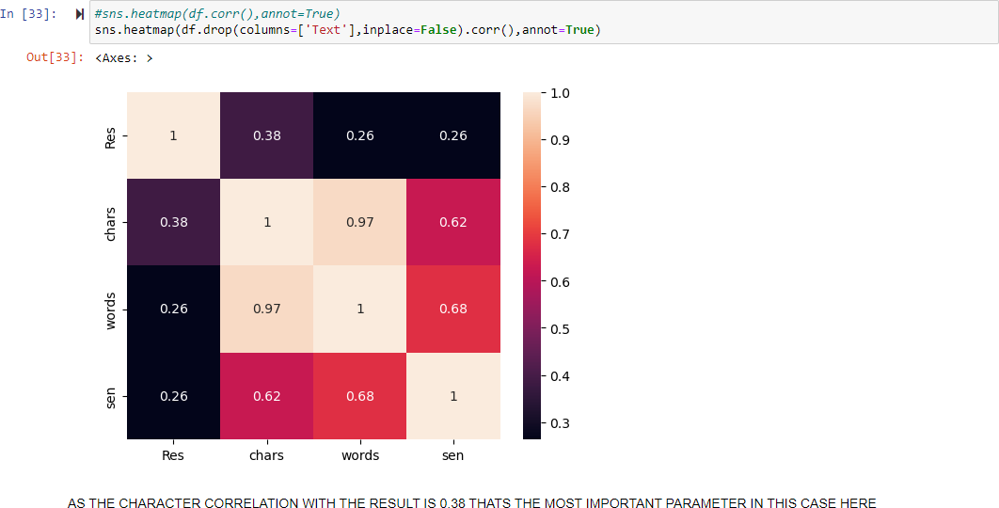 In [33]: #sns.heatmap(df.corr(),annot=True)
sns.heatmap(df.drop(columns=['Text'],inplace=False).corr(),annot=True)
Out[33]: <Axes: >
1.0
0.9
0.8
0.7
0.6
0.5
0.4
0.3
Res 1 0.38 0.26 0.26
chars 0.38 1 0.97 0.62
words 0.26 0.97 1 0.68
sen 0.26 0.62 0.68 1
Res chars words sen
AS THE CHARACTER CORRELATION WITH THE RESULT IS 0.38 THATS THE MOST IMPORTANT PARAMETER IN THIS CASE HERE